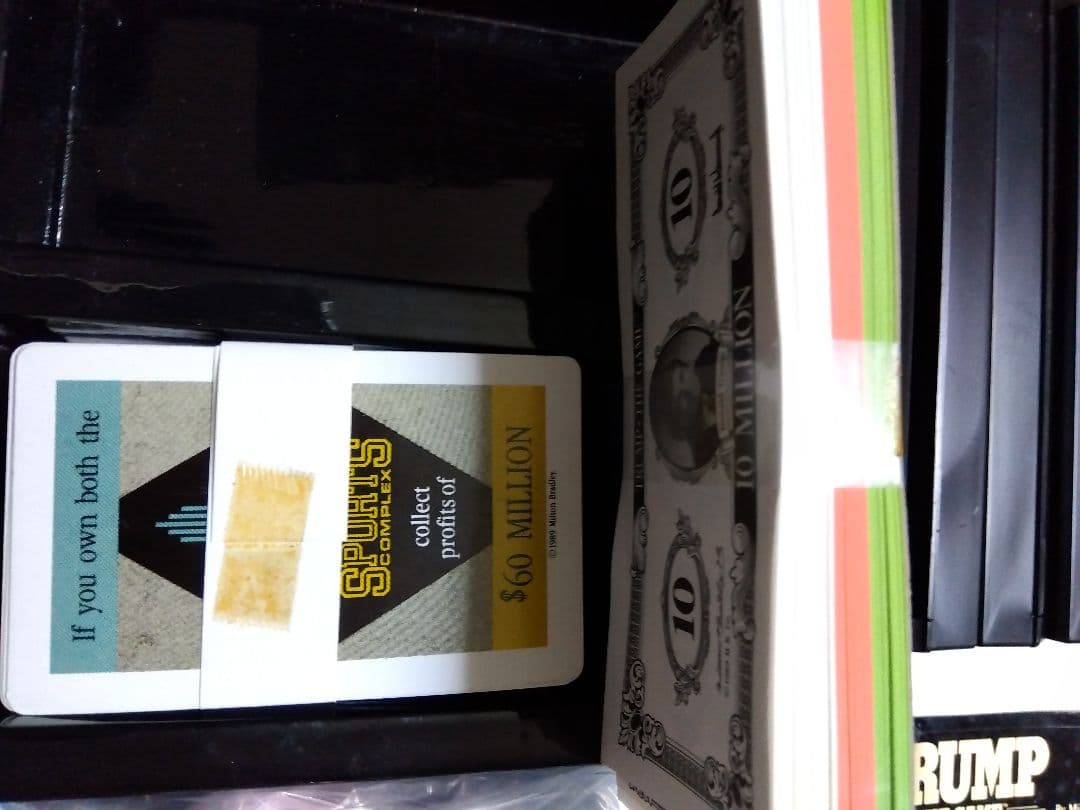 If you own both the
SPORTS
COMPLEX
collect
profits of
$60 MILLION
©1989 Milton Bradley
TRUMP: THE GAME
10
10
10 MILLION
RUMP